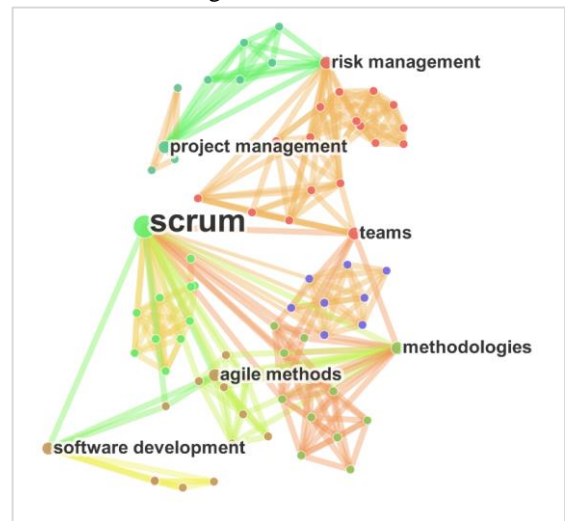 risk management
project management
scrum
teams
methodologies
agile methods
software development